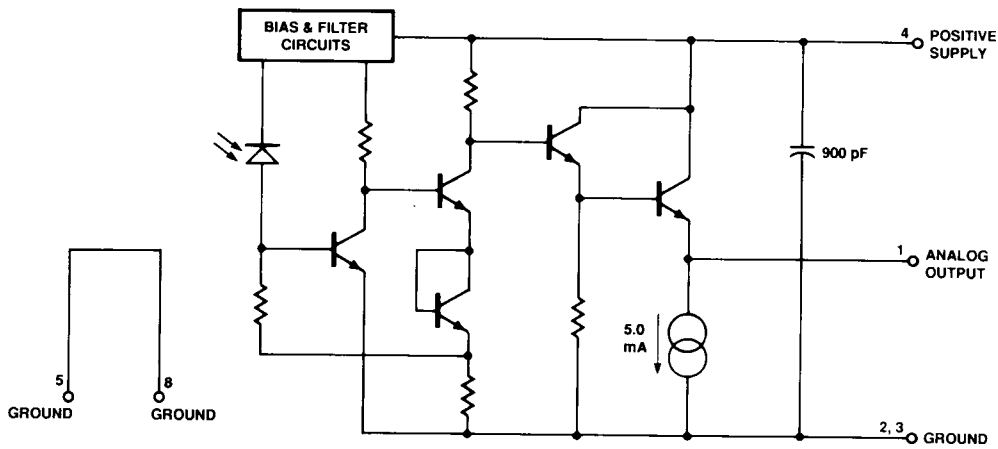 BIAS & FILTER
CIRCUITS
4
POSITIVE
SUPPLY
900 pF
1
ANALOG
OUTPUT
5.0
mA
5
8
GROUND
GROUND
2, 3
GROUND